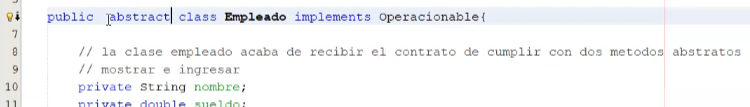 public abstract class Empleado implements Operacionable{
7
8 // la clase empleado acaba de recibir el contrato de cumplir con dos metodos abstratos
9 // mostrar e ingresar
10 private String nombre;
11 private double sueldo;